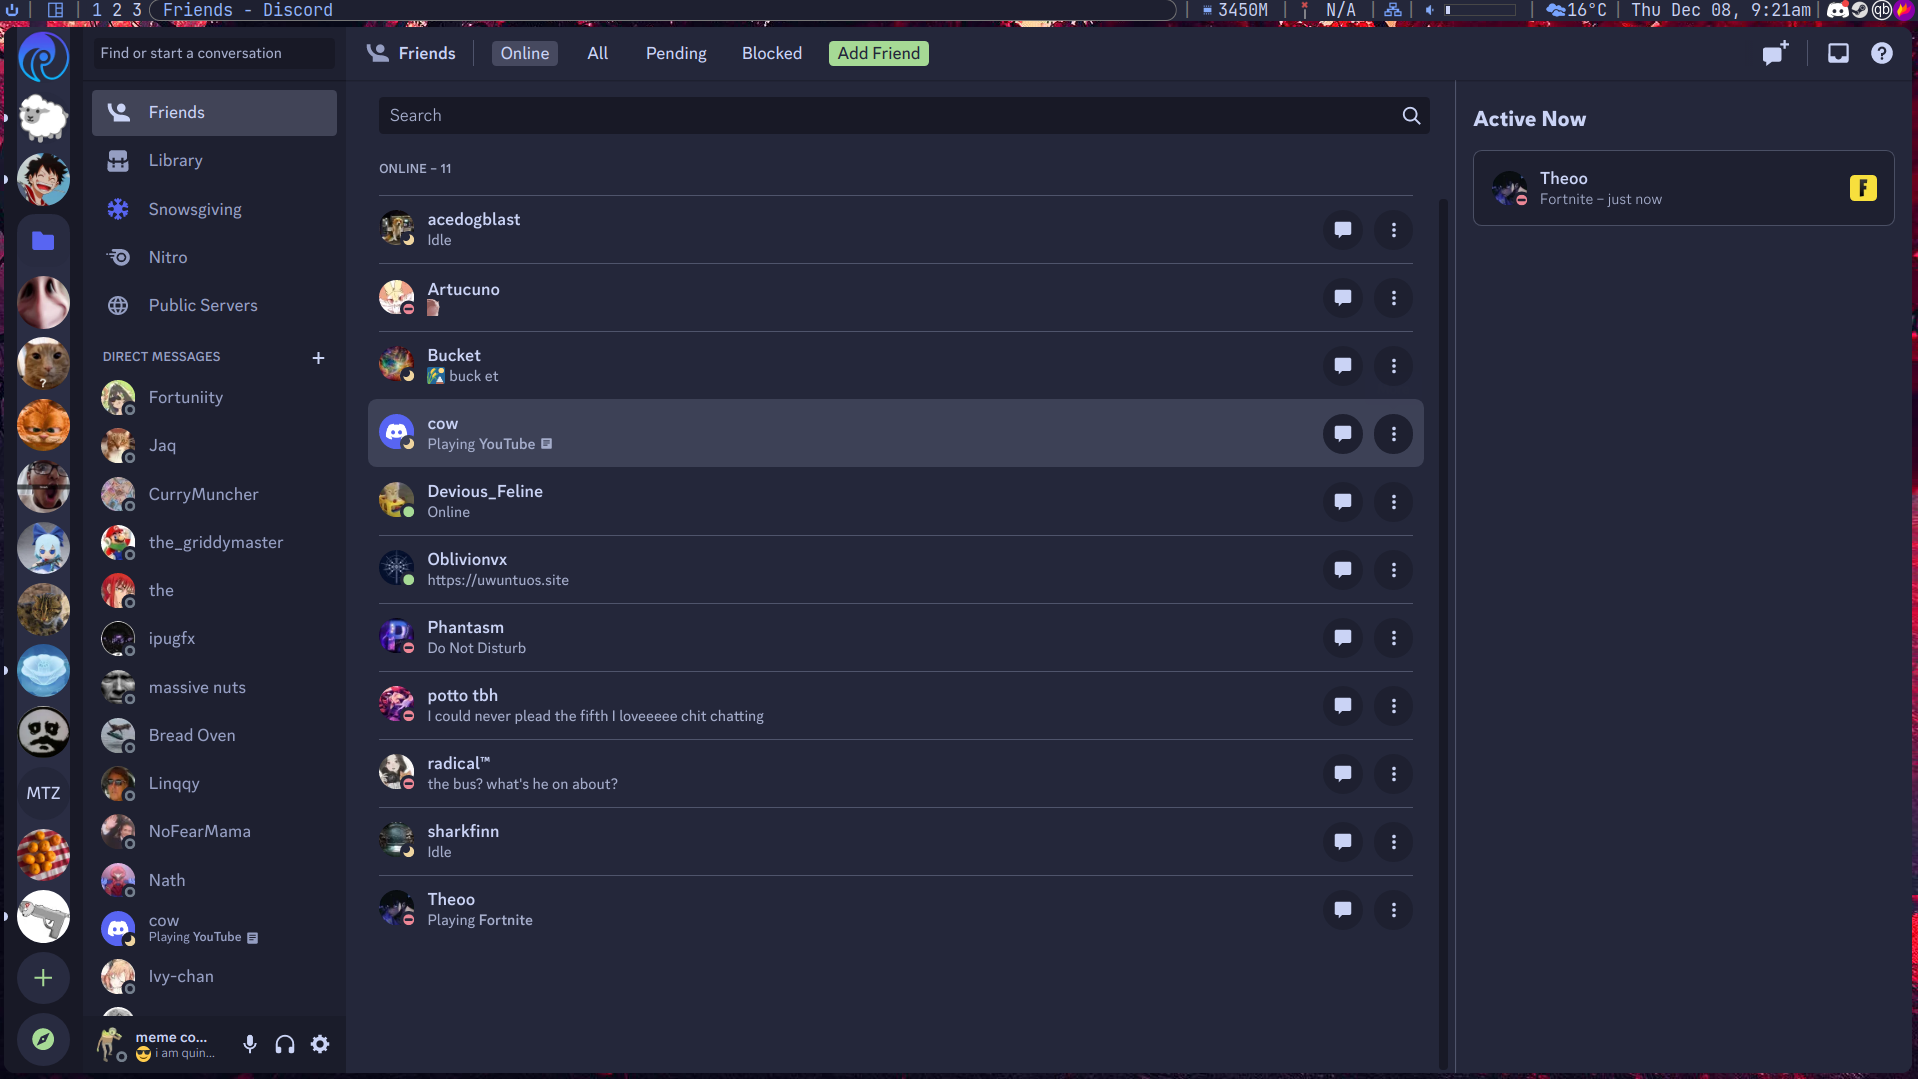 1 2 3
Friends - Discord
3450M
N/A
16°C
Thu Dec 08, 9:21am
qb
Find or start a conversation
Friends
Library
Snowsgiving
Nitro
Public Servers
DIRECT MESSAGES
Fortuniity
Jaq
CurryMuncher
the_griddymaster
the
ipugfx
massive nuts
Bread Oven
Linqqy
NoFearMama
Nath
cow
Playing YouTube
Ivy-chan
meme co...
i am quin...
?
MTZ
Friends
Online
All
Pending
Blocked
Add Friend
Search
ONLINE – 11
acedogblast
Idle
Artucuno
Bucket
buck et
cow
Playing YouTube
Devious_Feline
Online
Oblivionvx
https://uwuntuos.site
Phantasm
Do Not Disturb
potto tbh
I could never plead the fifth I loveeeee chit chatting
radical™
the bus? what's he on about?
sharkfinn
Idle
Theoo
Playing Fortnite
Active Now
Theoo
Fortnite – just now
F